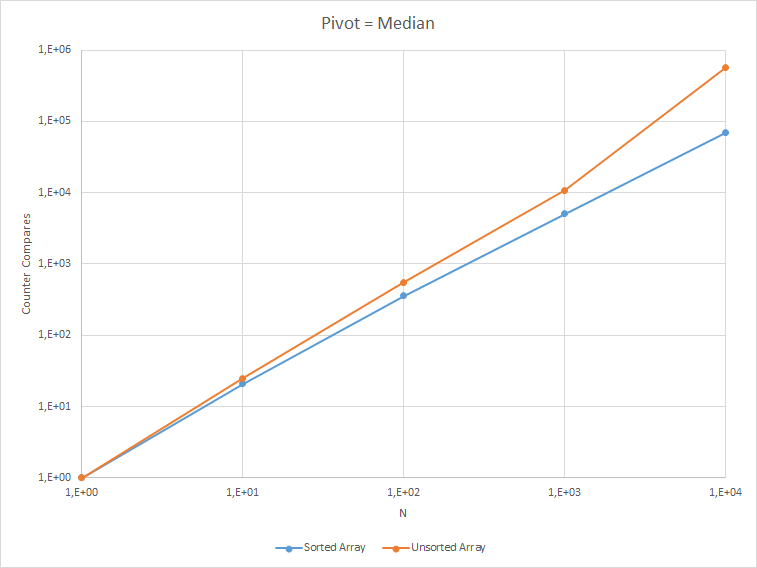 Pivot = Median
1,E+06
1,E+05
1,E+04
1,E+03
1,E+02
1,E+01
1,E+00
Counter Compares
1,E+00 1,E+01 1,E+02 1,E+03 1,E+04
N
Sorted Array Unsorted Array